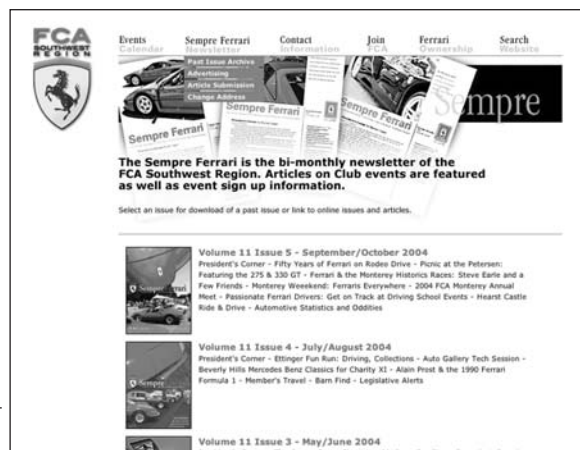 FCA
SOUTHWEST
REGION
Events
Calendar
Sempre Ferrari
Newsletter
Contact
Information
Join
FCA
Ferrari
Ownership
Search
Website
Past Issue Archive
Advertising
Article Submission
Change Address
Sempre Ferrari
Sempre Ferrari
Sempre Ferrari
Sempre
The Sempre Ferrari is the bi-monthly newsletter of the
FCA Southwest Region. Articles on Club events are featured
as well as event sign up information.
Select an issue for download of a past issue or link to online issues and articles.
Volume 11 Issue 5 - September/October 2004
President's Corner - Fifty Years of Ferrari on Rodeo Drive - Picnic at the Petersen:
Featuring the 275 & 330 GT - Ferrari & the Monterey Historics Races: Steve Earle and a
Few Friends - Monterey Weeekend: Ferraris Everywhere - 2004 FCA Monterey Annual
Meet - Passionate Ferrari Drivers: Get on Track at Driving School Events - Hearst Castle
Ride & Drive - Automotive Statistics and Oddities
Volume 11 Issue 4 - July/August 2004
President's Corner - Ettinger Fun Run: Driving, Collections - Auto Gallery Tech Session -
Beverly Hills Mercedes Benz Classics for Charity XI - Alain Prost & the 1990 Ferrari
Formula 1 - Member's Travel - Barn Find - Legislative Alerts
Sempre
Volume 11 Issue 3 - May/June 2004